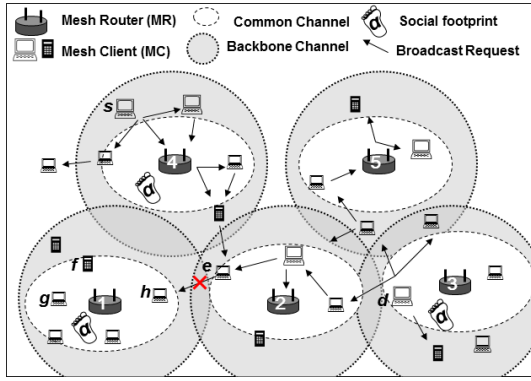 Mesh Router (MR)
Common Channel
Social footprint
Mesh Client (MC)
Backbone Channel
Broadcast Request
s
4
5
α
e
d
3
f
g
h
1
2
α
α
α